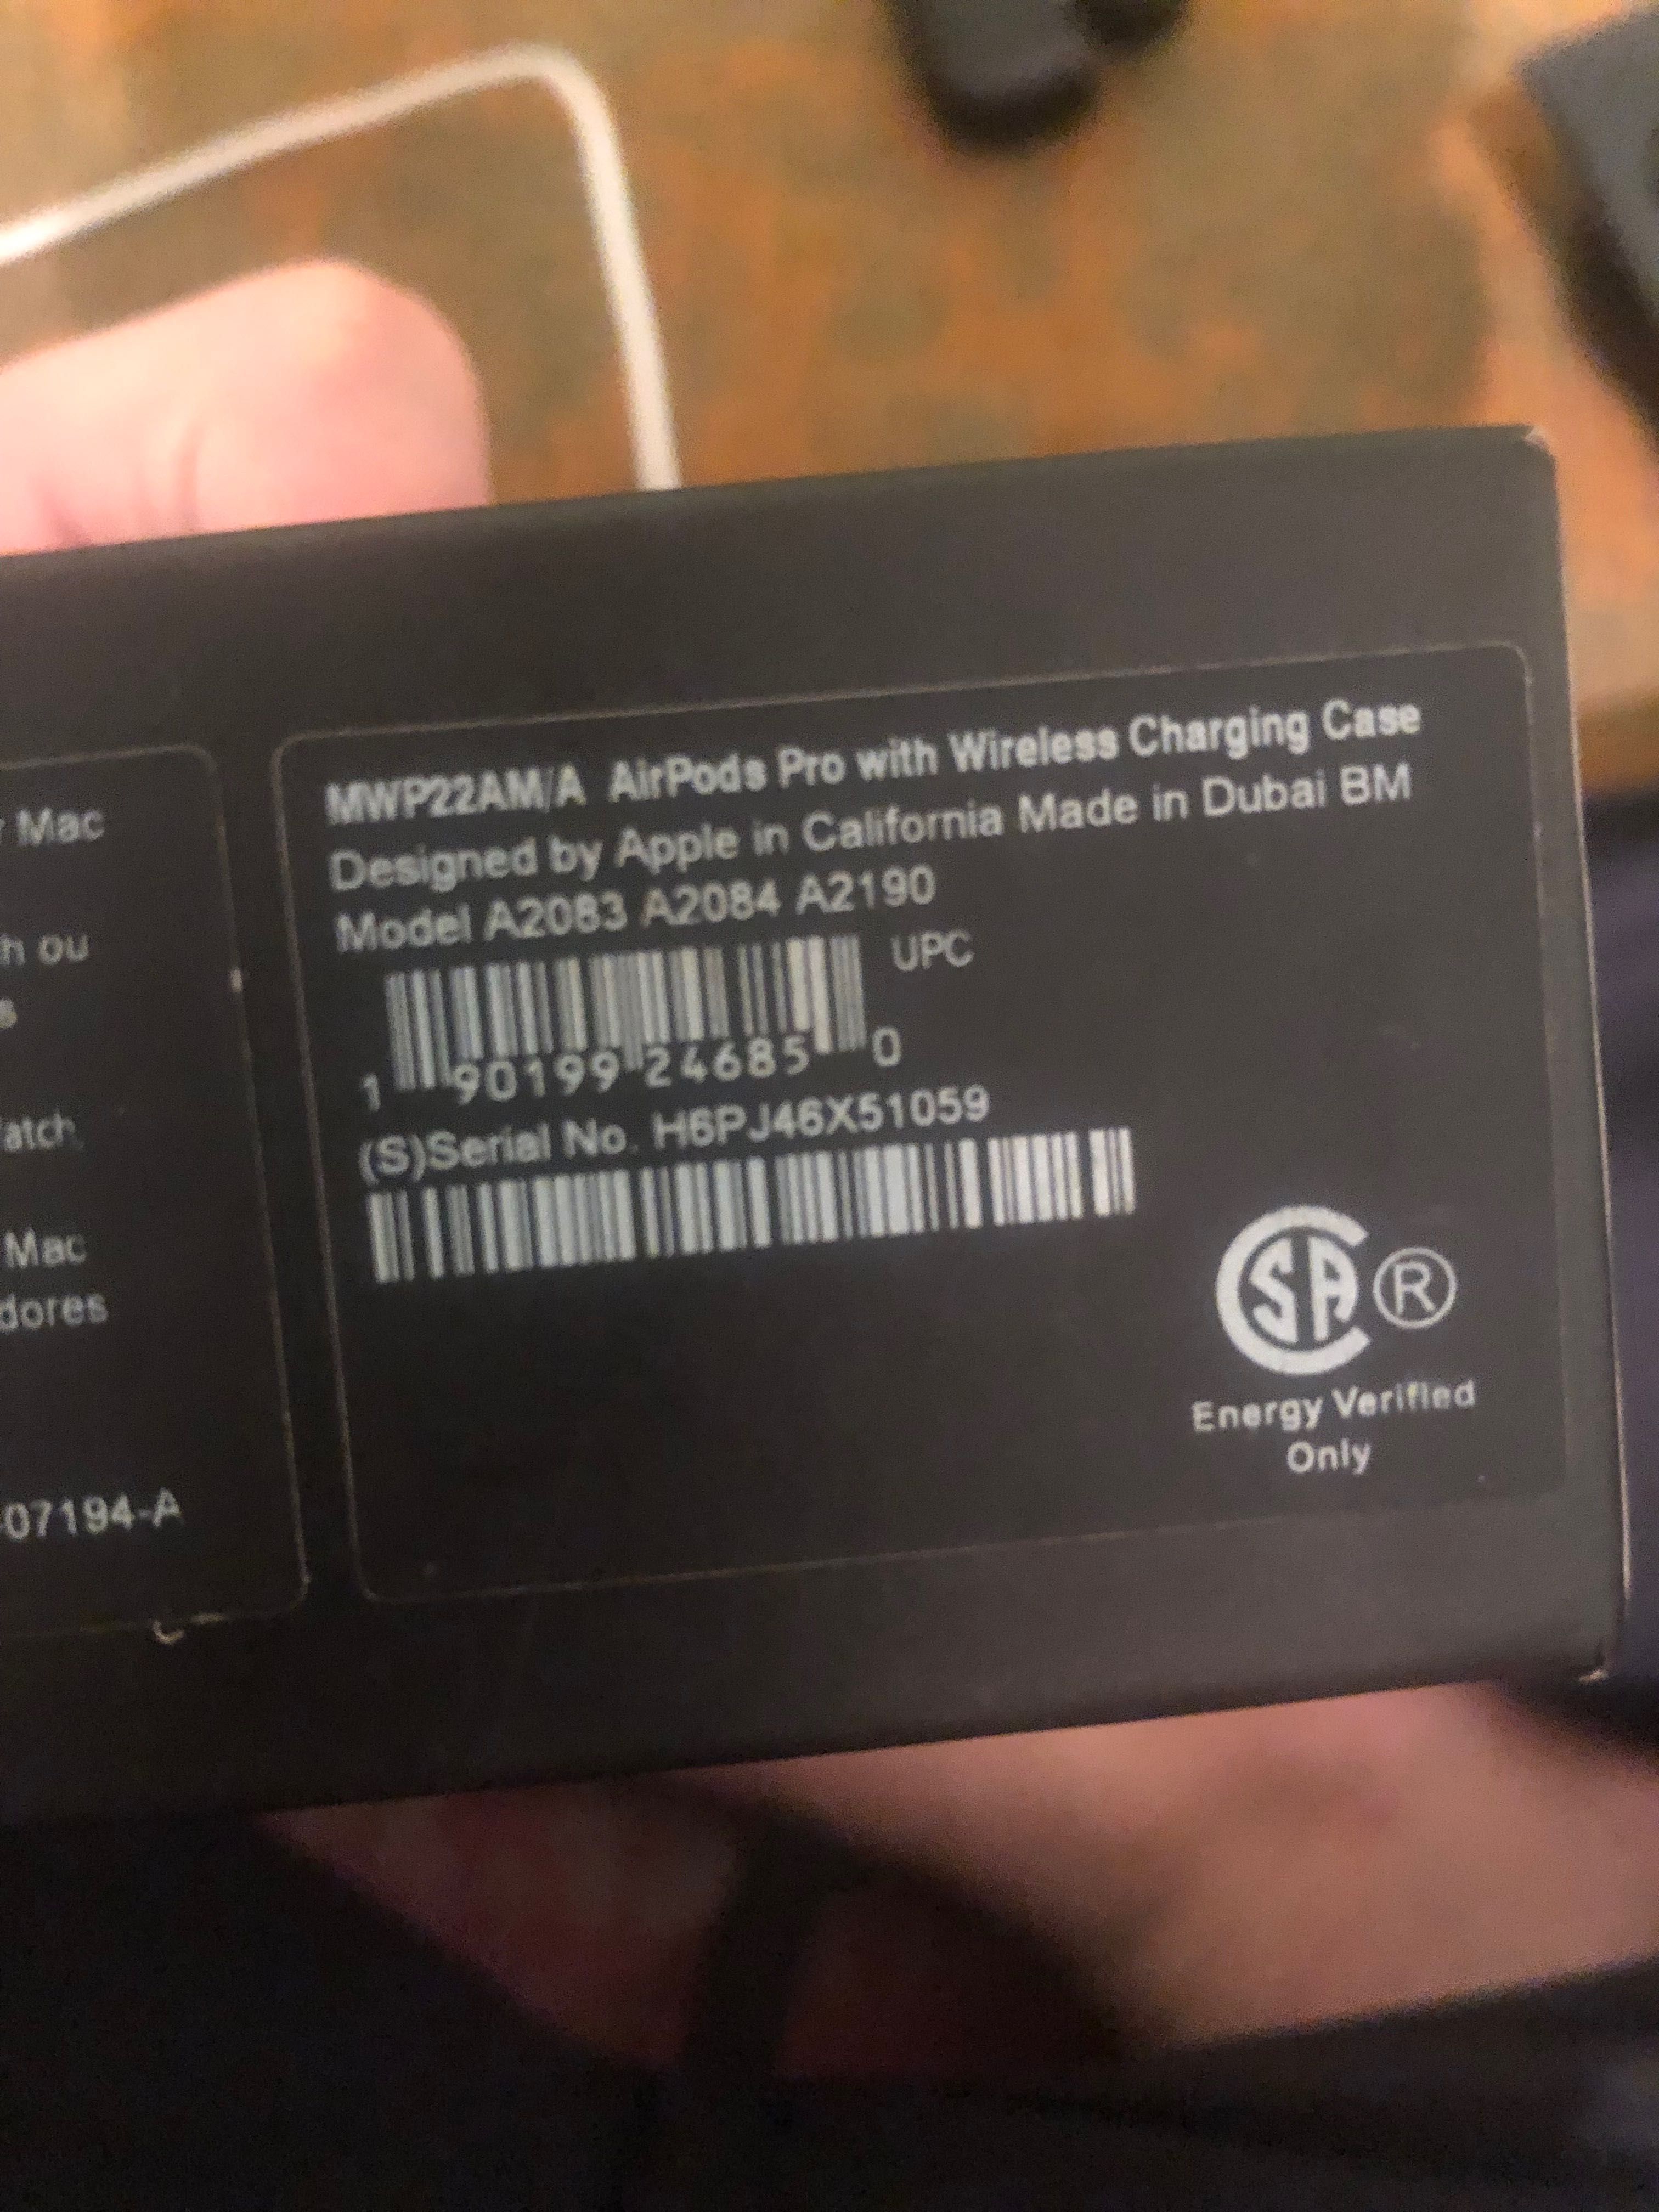 Mac
h ou
s
atch
Mac
dores
07194-A
MWP22AM/A AirPods Pro with Wireless Charging Case
Designed by Apple in California Made in Dubai BM
Model A2083 A2084 A2190
UPC
1 90199 24685 0
(S)Serial No. H6PJ46X51059
CSA ®
Energy Verified
Only